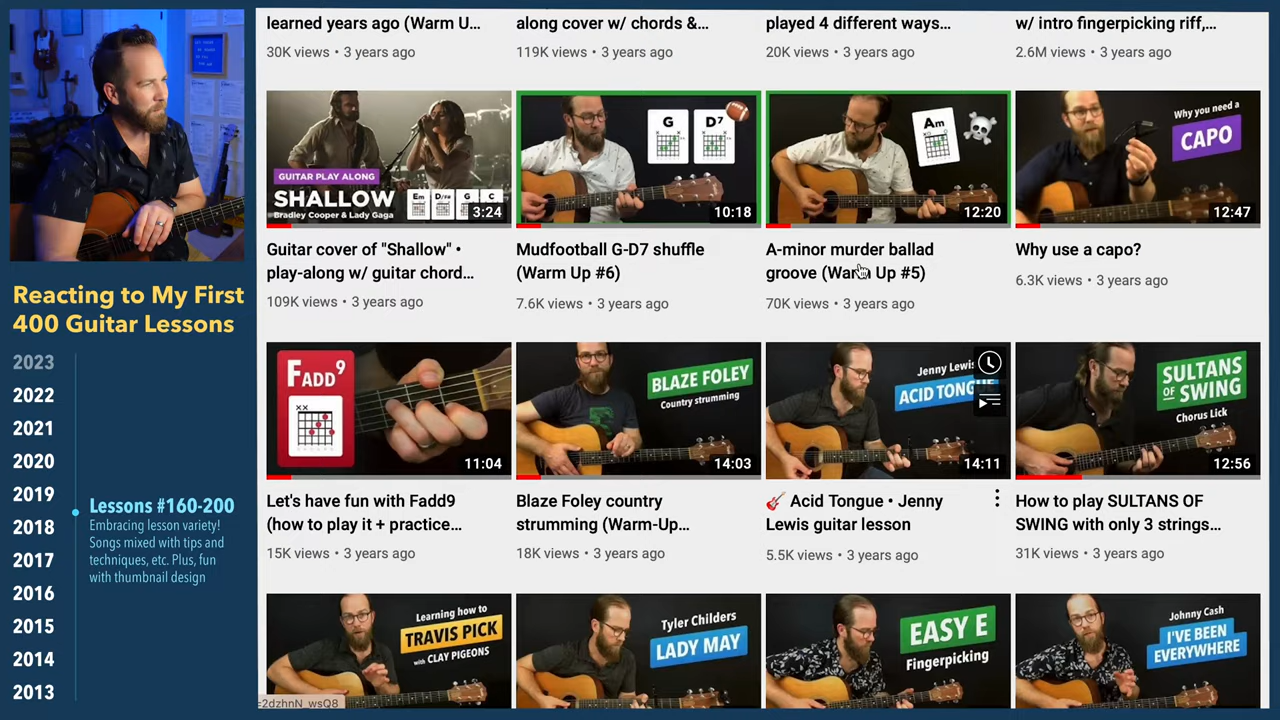 learned years ago (Warm U...
30K views • 3 years ago
along cover w/ chords &...
119K views • 3 years ago
played 4 different ways...
20K views • 3 years ago
w/ intro fingerpicking riff,...
2.6M views • 3 years ago
GUITAR PLAY ALONG
SHALLOW
Bradley Cooper & Lady Gaga
Em
D/F#
G
C
3:24
Guitar cover of "Shallow" •
play-along w/ guitar chord...
109K views • 3 years ago
G
D7
10:18
Mudfootball G-D7 shuffle
(Warm Up #6)
7.6K views • 3 years ago
Am
12:20
A-minor murder ballad
groove (Warm Up #5)
70K views • 3 years ago
Why you need a
CAPO
12:47
Why use a capo?
6.3K views • 3 years ago
Reacting to My First
400 Guitar Lessons
2023
2022
2021
2020
2019
2018
2017
2016
2015
2014
2013
Lessons #160-200
Embracing lesson variety!
Songs mixed with tips and
techniques, etc. Plus, fun
with thumbnail design
FADD9
11:04
Let's have fun with Fadd9
(how to play it + practice...
15K views • 3 years ago
BLAZE FOLEY
Country strumming
14:03
Blaze Foley country
strumming (Warm-Up...
18K views • 3 years ago
Jenny Lewis
ACID TONGUE
14:11
🎸 Acid Tongue • Jenny
Lewis guitar lesson
5.5K views • 3 years ago
SULTANS
OF SWING
Chorus Lick
12:56
How to play SULTANS OF
SWING with only 3 strings...
31K views • 3 years ago
Learning how to
TRAVIS PICK
with CLAY PIGEONS
Tyler Childers
LADY MAY
EASY E
Fingerpicking
Johnny Cash
I'VE BEEN
EVERYWHERE
=2dzhnN_wsQ8